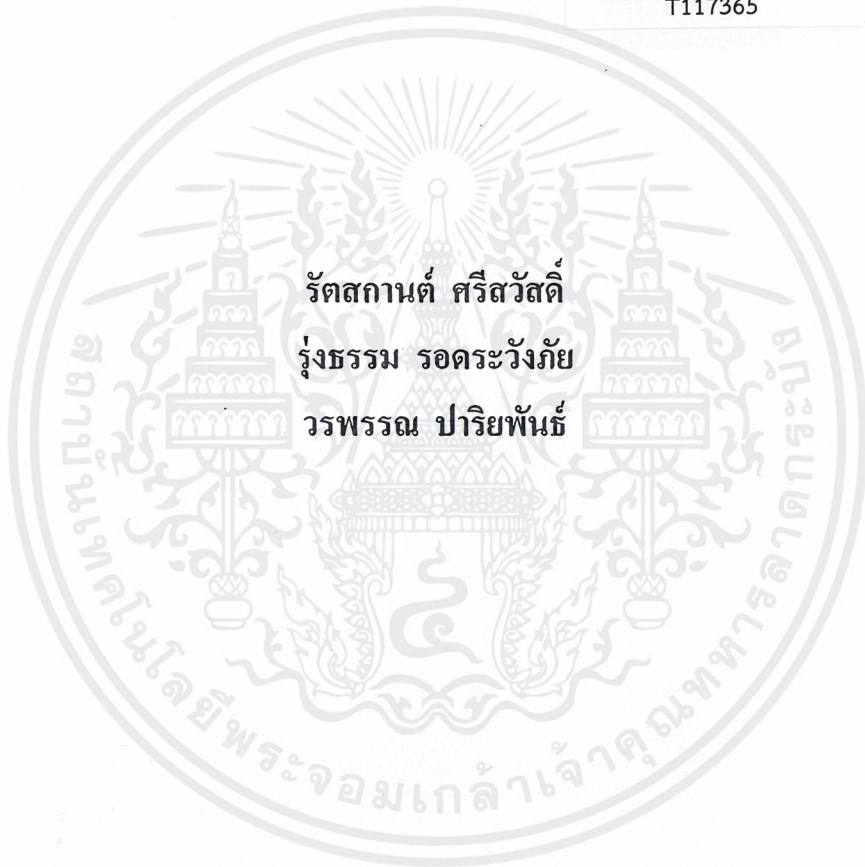 T117365
รัตสกานต์ ศรีสวัสดิ์
รุ่งธรรม รอดระวังภัย
วรพรรณ ปาริยพันธ์
สถาบันเทคโนโลยีพระจอมเกล้าเจ้าคุณทหารลาดกระบัง